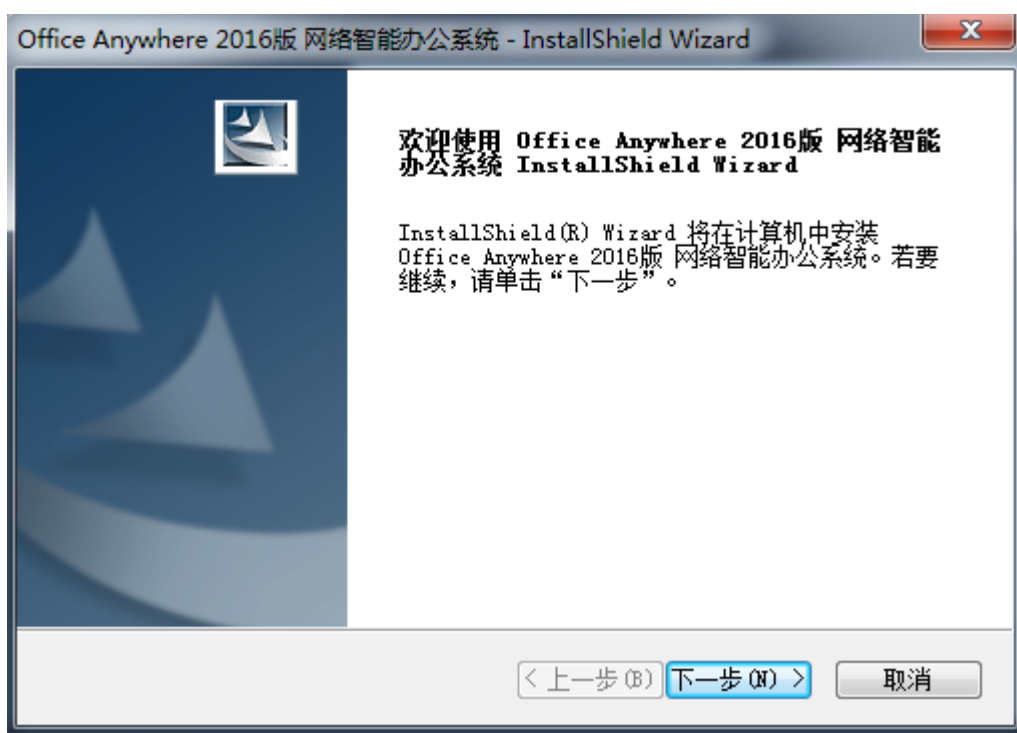 Office Anywhere 2016版 网络智能办公系统 - InstallShield Wizard
欢迎使用 Office Anywhere 2016版 网络智能
办公系统 InstallShield Wizard
InstallShield(R) Wizard 将在计算机中安装
Office Anywhere 2016版 网络智能办公系统。若要
继续，请单击“下一步”。
< 上一步(B) 下一步(N) > 取消